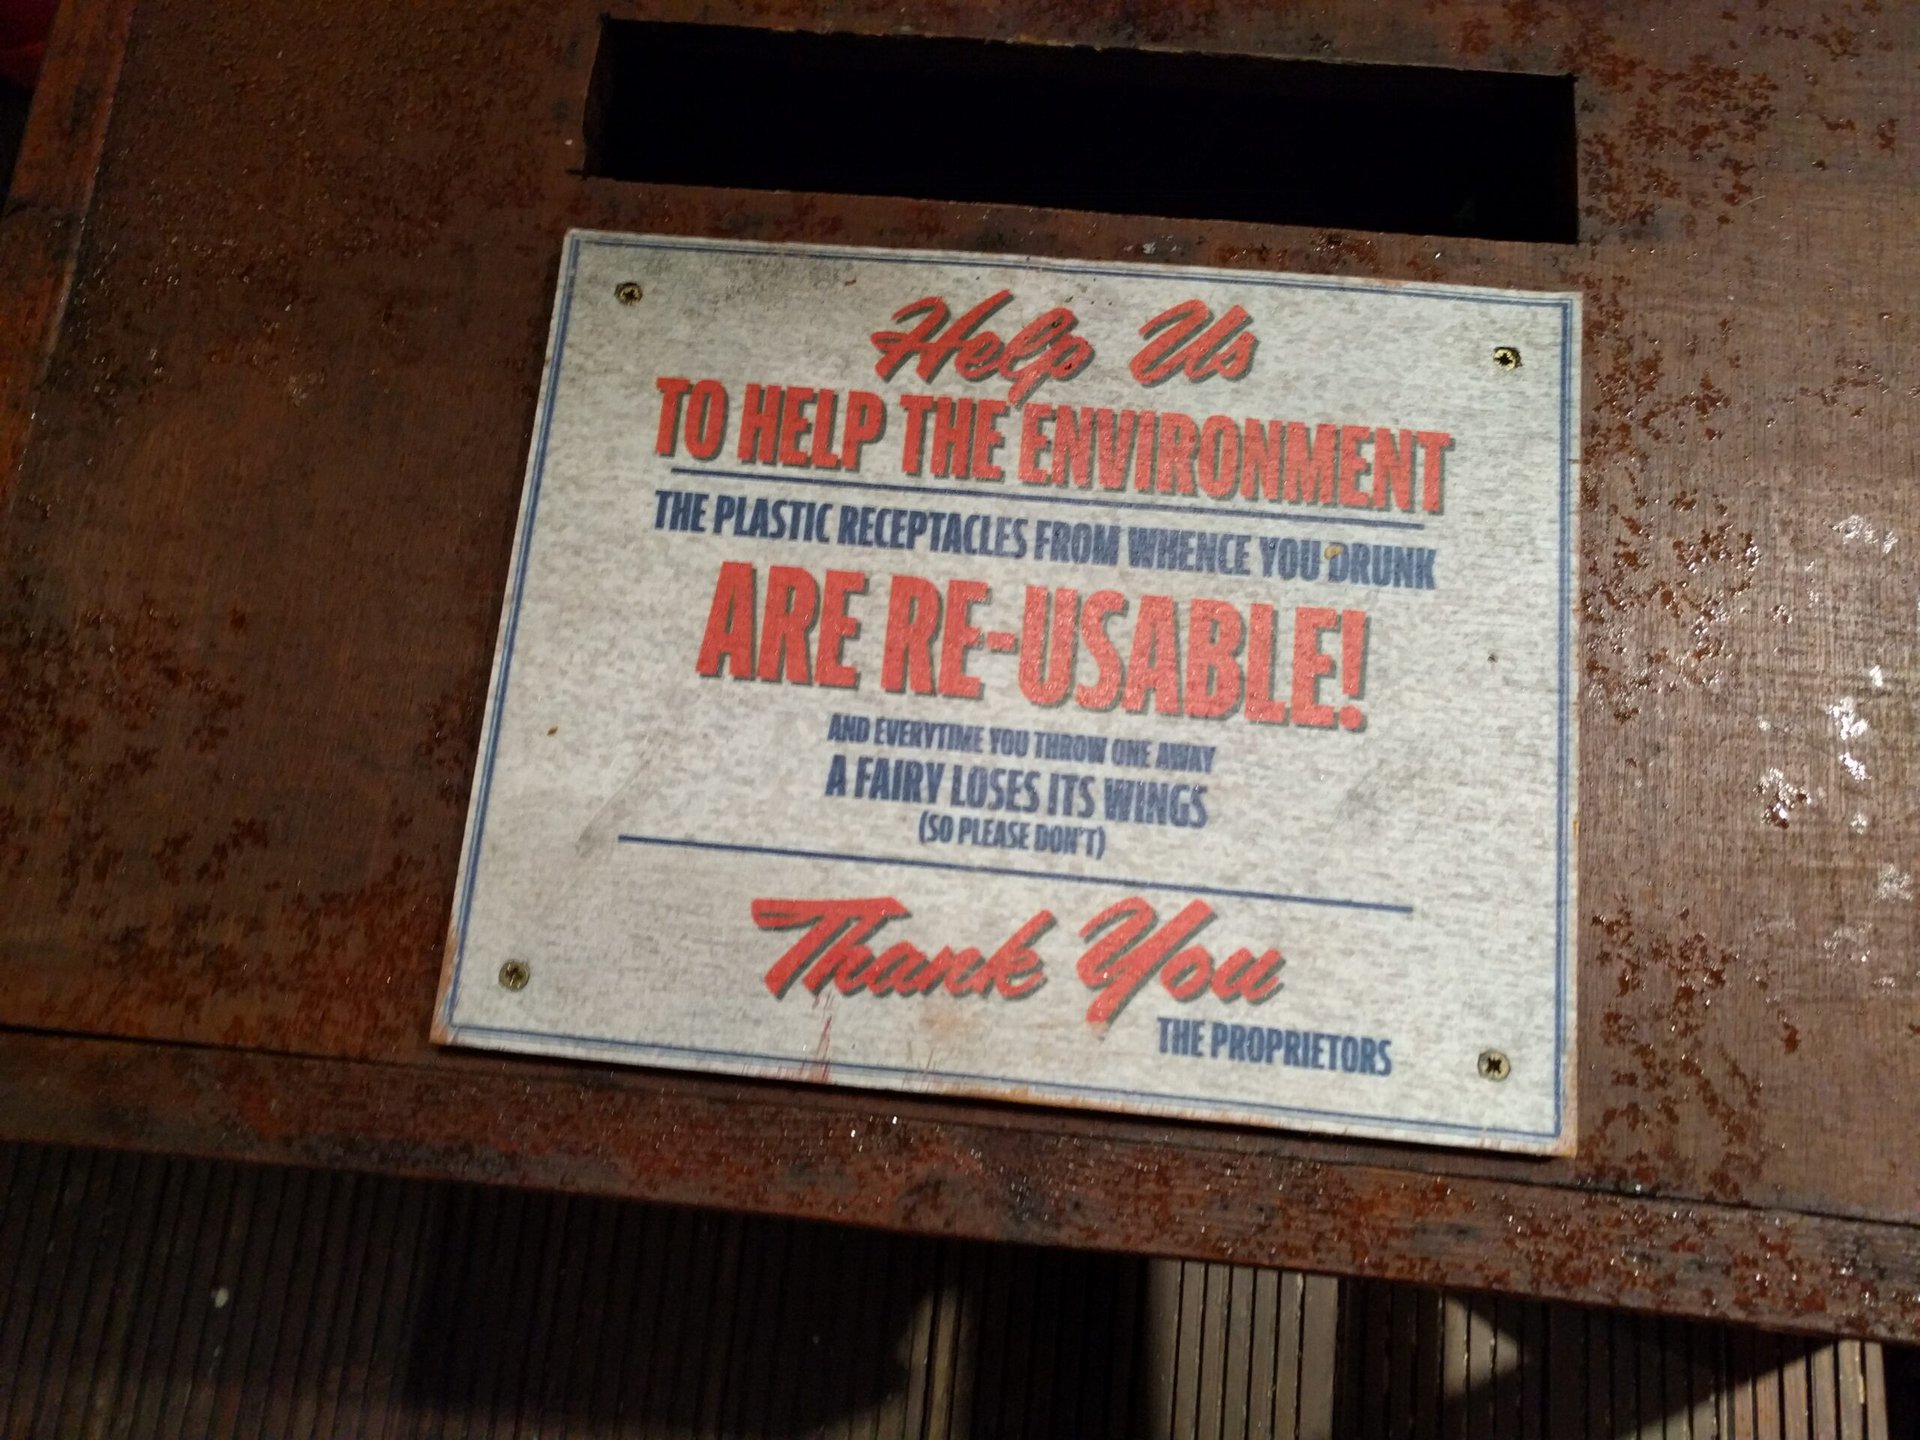 Help Us
TO HELP THE ENVIRONMENT
THE PLASTIC RECEPTACLES FROM WHENCE YOU DRUNK
ARE RE-USABLE!
AND EVERYTIME YOU THROW ONE AWAY
A FAIRY LOSES ITS WINGS
(SO PLEASE DON'T)
Thank You
THE PROPRIETORS